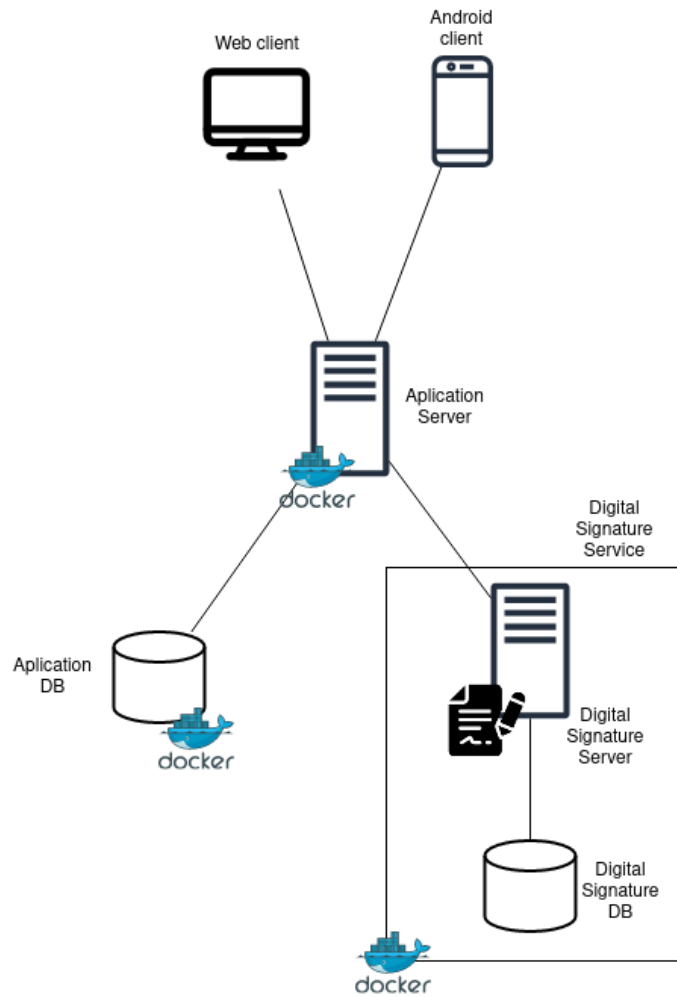 Web client
Android
client
Aplication
Server
docker
Digital
Signature
Service
Aplication
DB
docker
Digital
Signature
Server
Digital
Signature
DB
docker